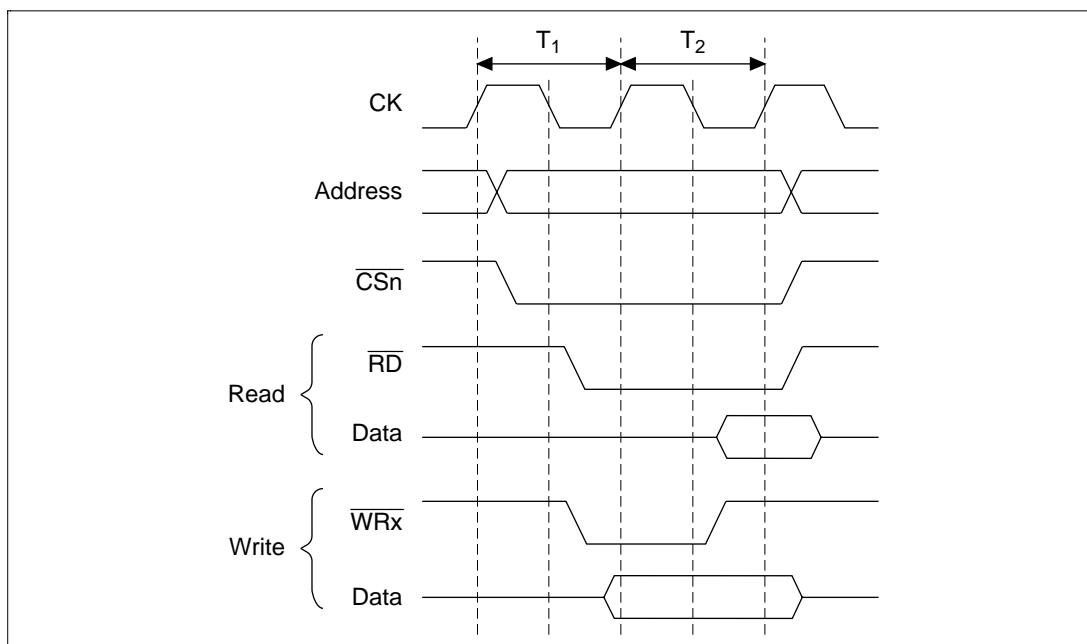 T1 T2
CK
Address
CSn
RD
Read
Data
WRx
Write
Data